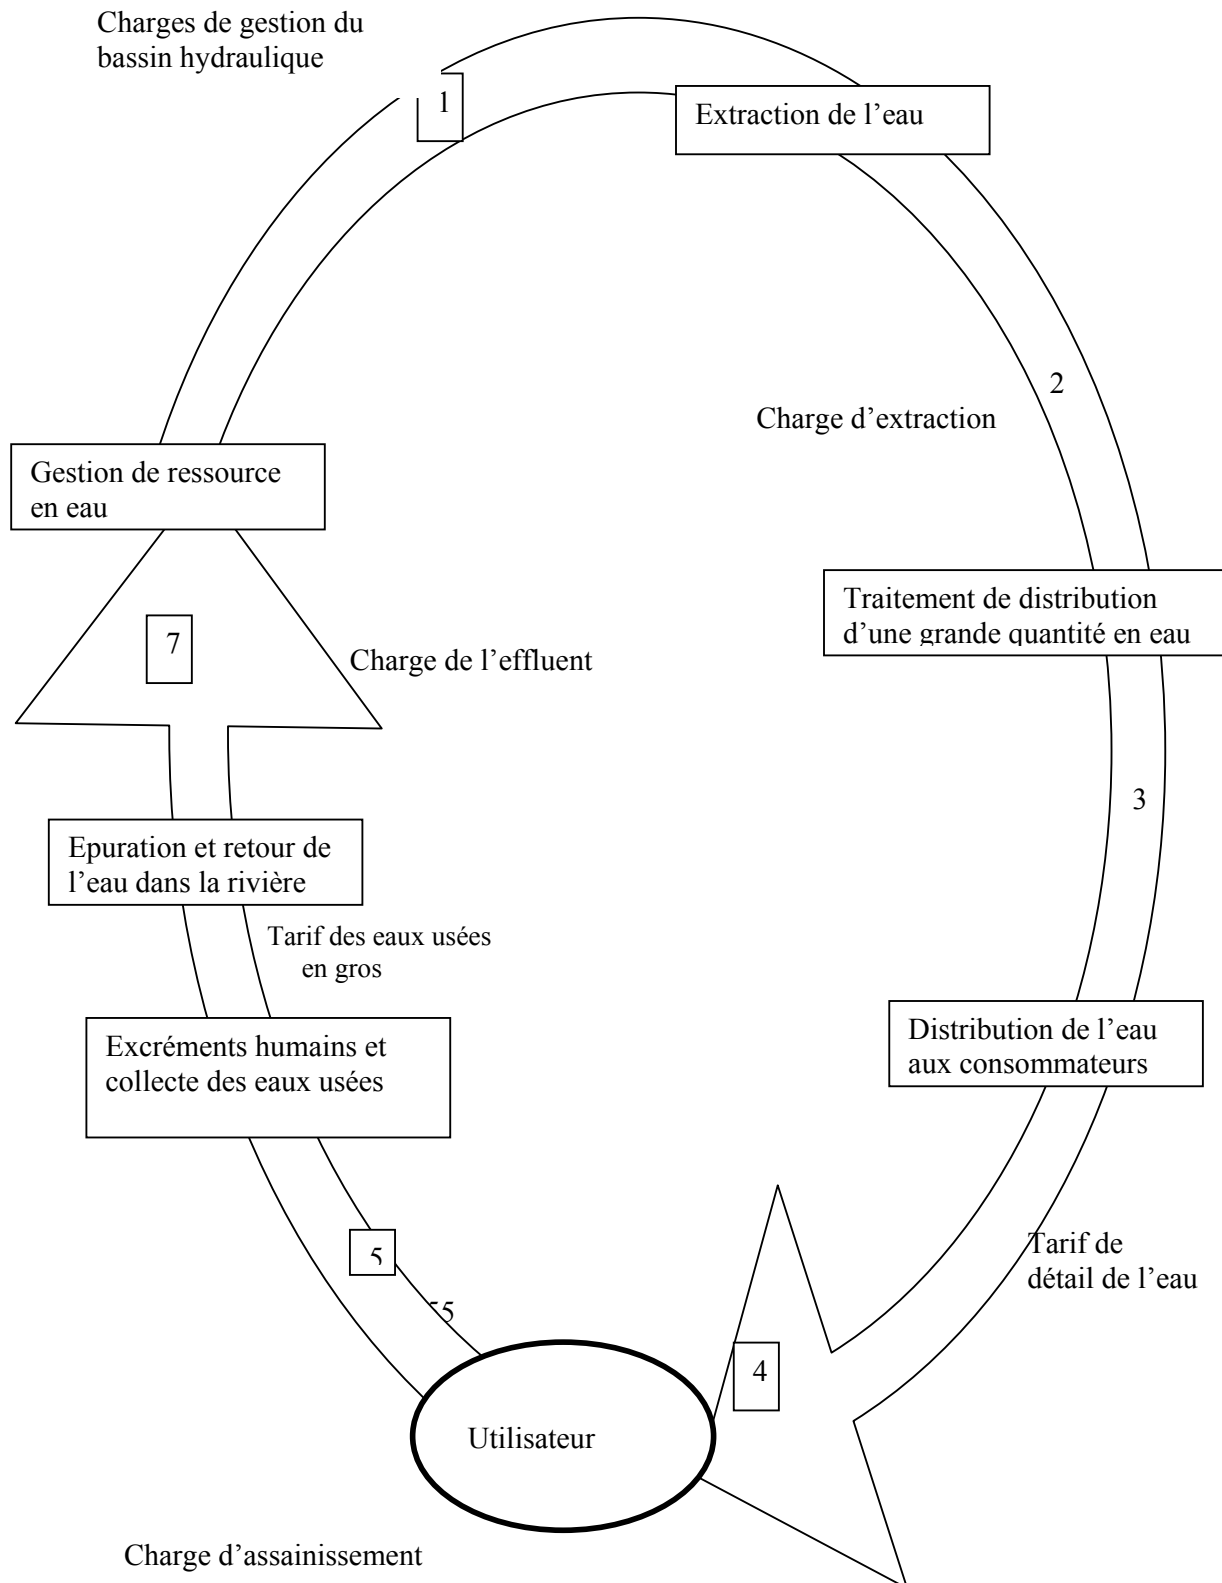 Charges de gestion du
bassin hydraulique
1
Extraction de l’eau
2
Charge d’extraction
Gestion de ressource
en eau
Traitement de distribution
d’une grande quantité en eau
7
Charge de l’effluent
3
Epuration et retour de
l’eau dans la rivière
Tarif des eaux usées
en gros
Excréments humains et
collecte des eaux usées
Distribution de l’eau
aux consommateurs
5
55
Tarif de
détail de l’eau
4
Utilisateur
Charge d’assainissement